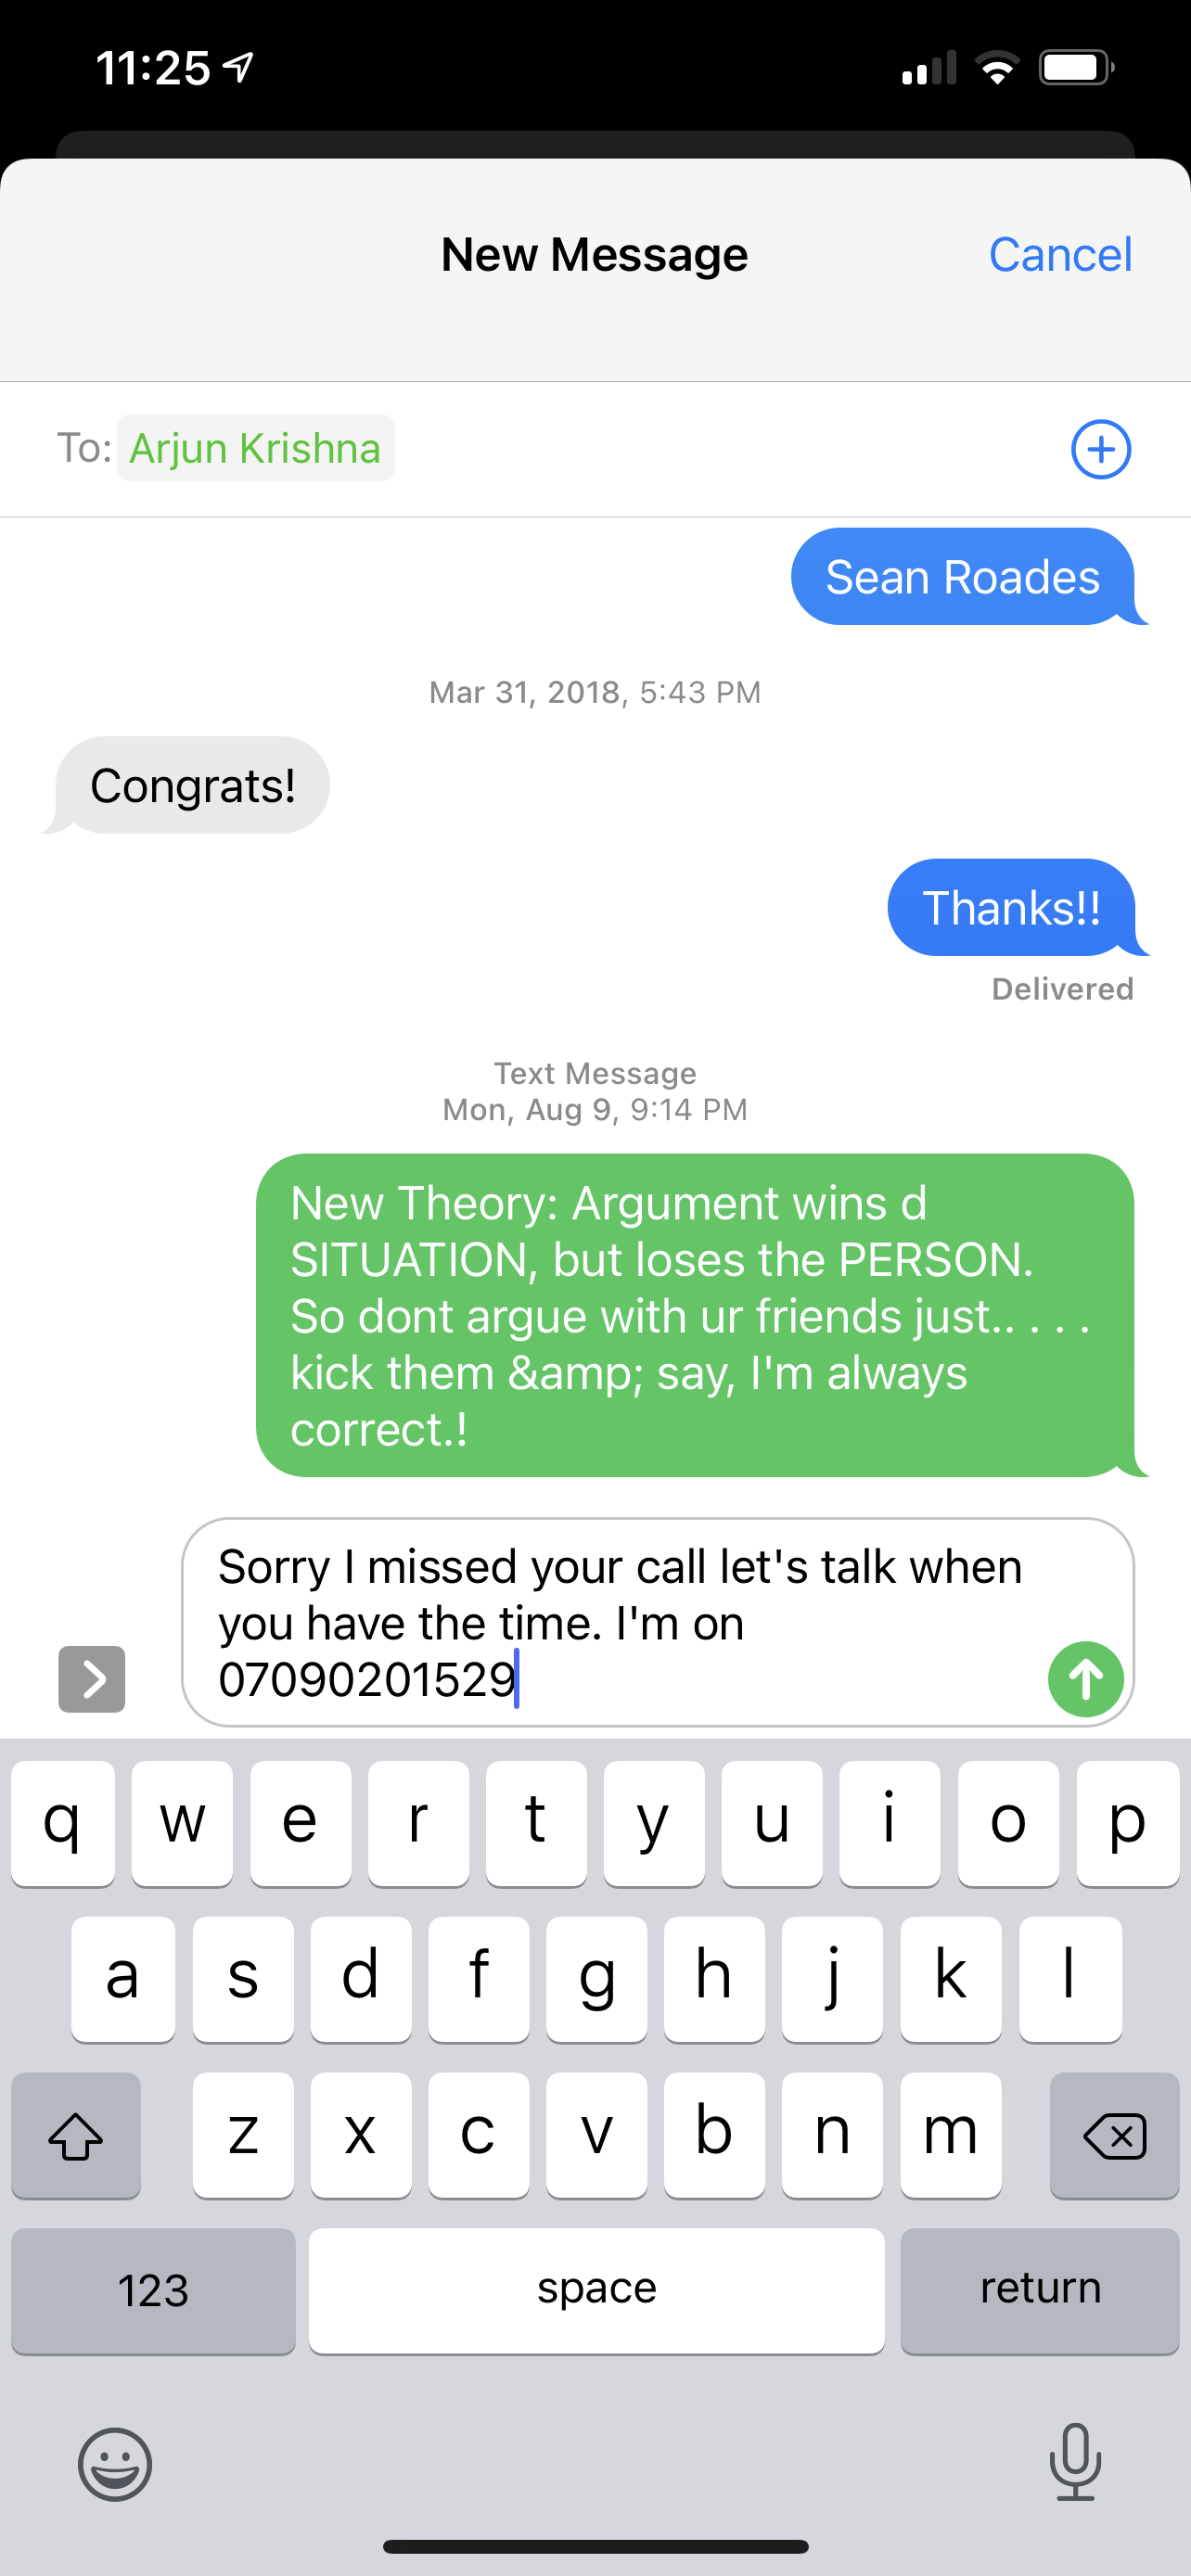 11:25
New Message
Cancel
To: Arjun Krishna
Sean Roades
Mar 31, 2018, 5:43 PM
Congrats!
Thanks!!
Delivered
Text Message
Mon, Aug 9, 9:14 PM
New Theory: Argument wins d
SITUATION, but loses the PERSON.
So dont argue with ur friends just.. . . .
kick them &amp; say, I'm always
correct.!
Sorry I missed your call let's talk when
you have the time. I'm on
07090201529
q w e r t y u i o p
a s d f g h j k l
z x c v b n m
123 space return